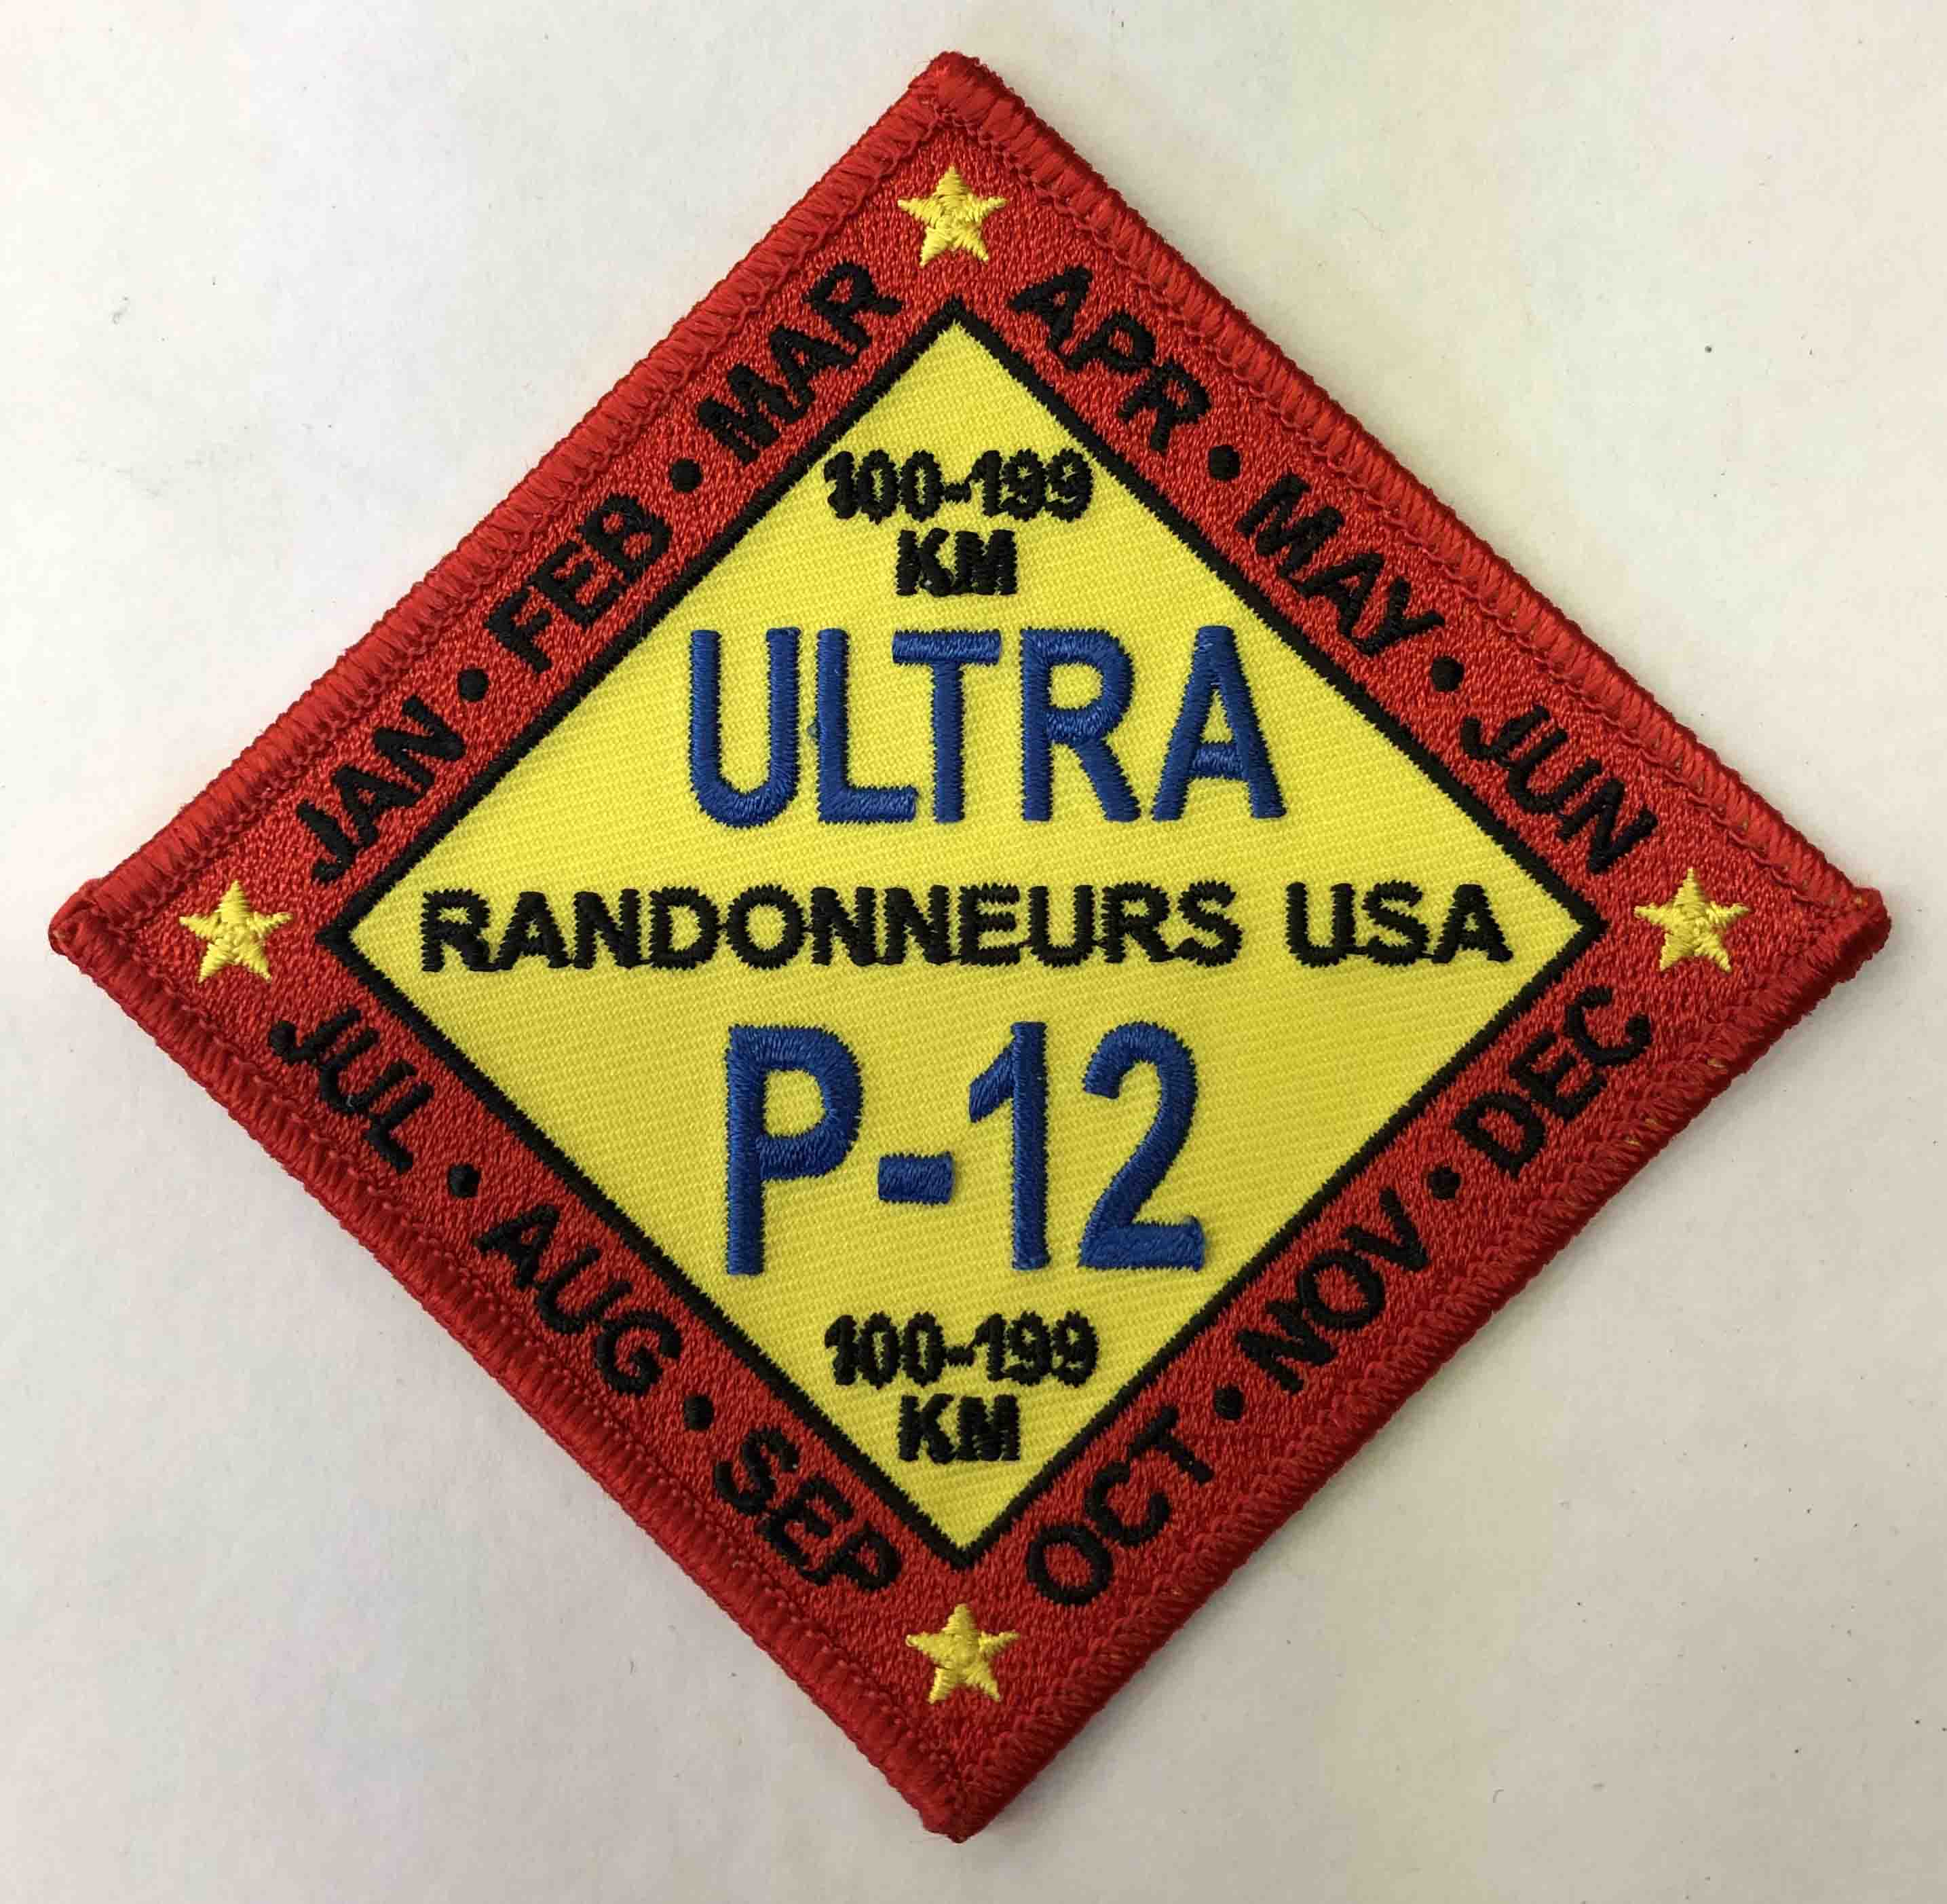 JAN • FEB • MAR
APR • MAY • JUN
100-199
KM
ULTRA
RANDONNEURS USA
P-12
100-199
KM
JUL • AUG • SEP
OCT • NOV • DEC